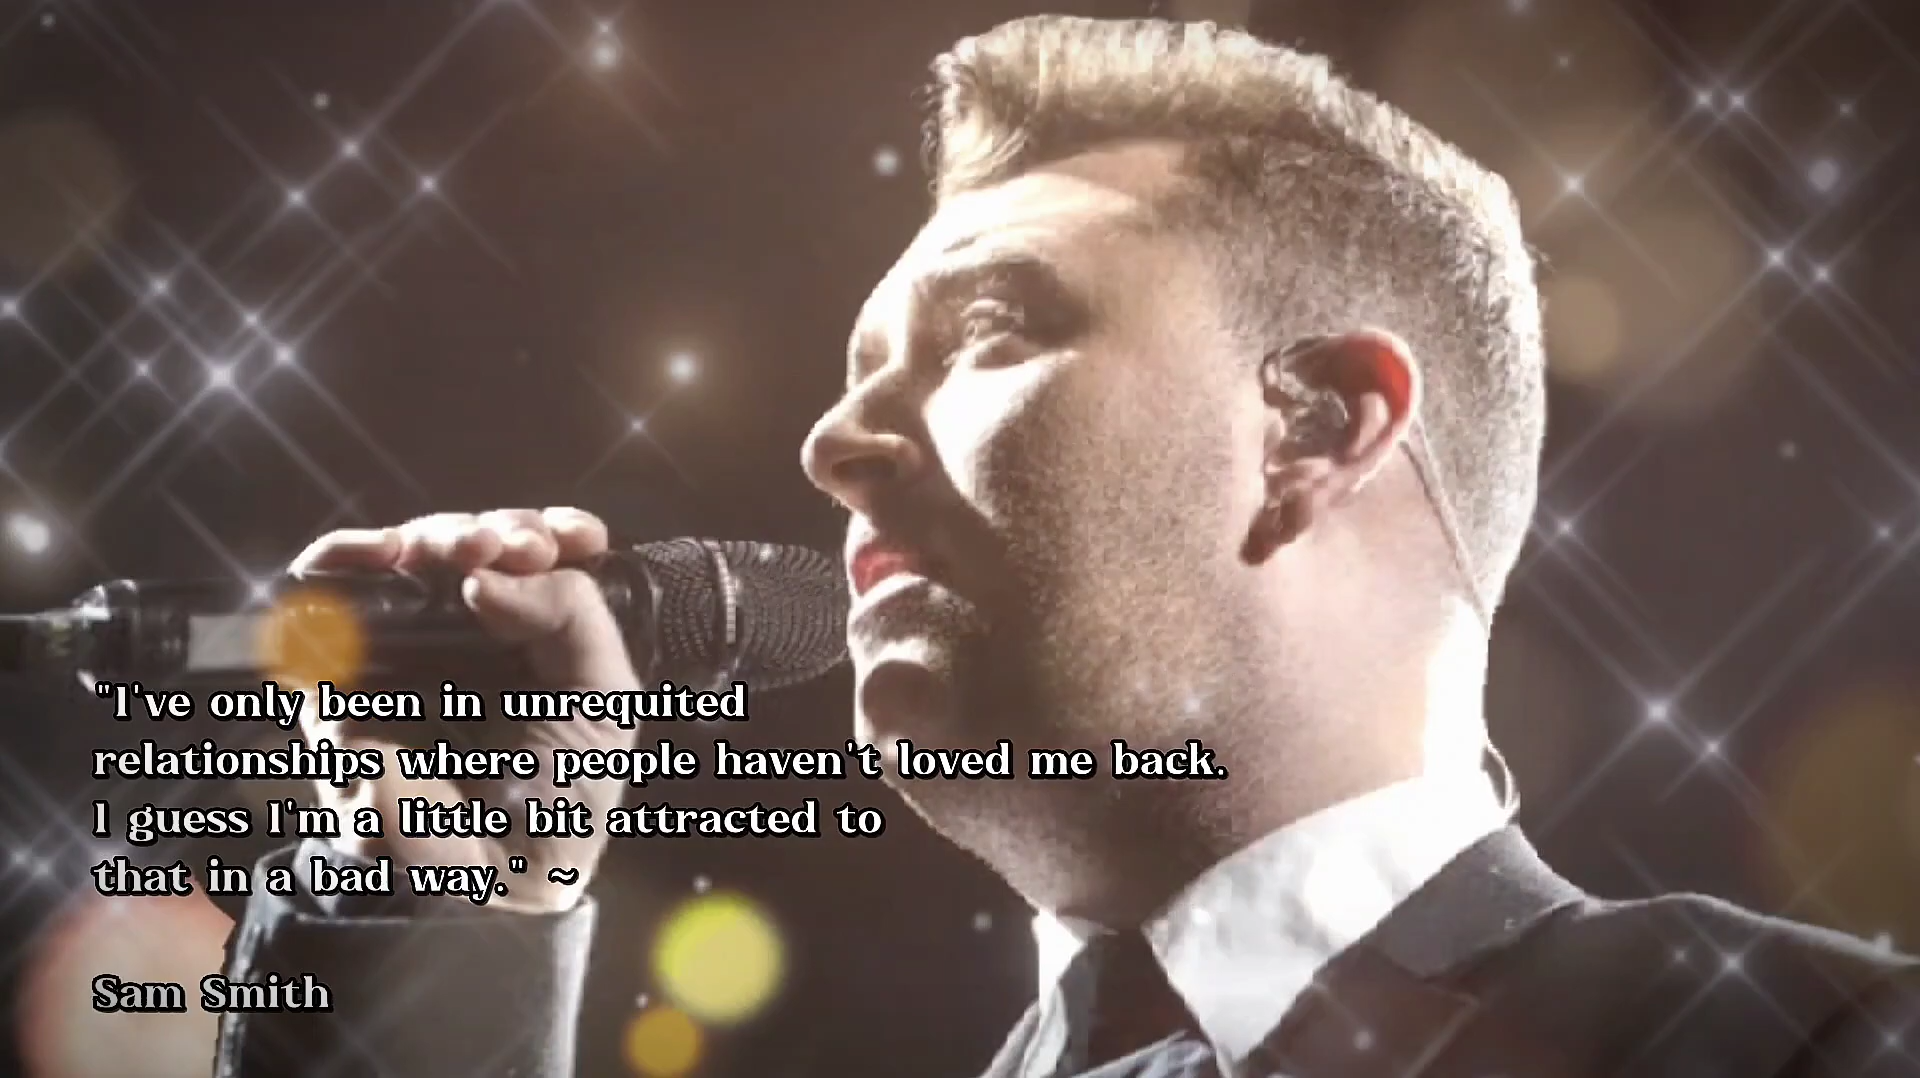 "I've only been in unrequited
relationships where people haven't loved me back.
I guess I'm a little bit attracted to
that in a bad way." ~
Sam Smith